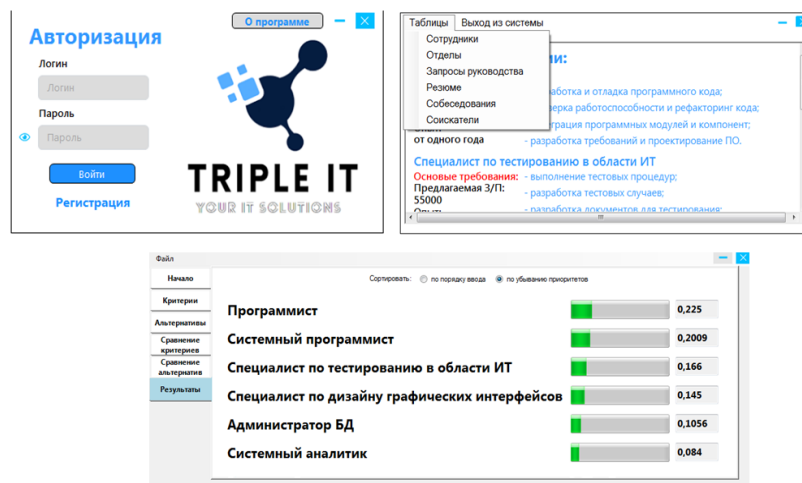 О программе
Авторизация
Логин
Логин
Пароль
Пароль
Войти
Регистрация
TRIPLE IT
YOUR IT SOLUTIONS
Таблицы Выход из системы
Сотрудники
Отделы
Запросы руководства
Резюме
Собеседования
Соискатели
ии:
аботка и отладка программного кода;
ерка работоспособности и рефакторинг кода;
грация программных модулей и компонент;
от одного года - разработка требований и проектирование ПО.
Специалист по тестированию в области ИТ
Основные требования: - выполнение тестовых процедур;
Предлагаемая З/П:
55000
- разработка тестовых случаев;
- разработка документов для тестирования;
Опыт:
Файл
Начало
Критерии
Альтернативы
Сравнение
критериев
Сравнение
альтернатив
Результаты
Сортировать: по порядку ввода по убыванию приоритетов
Программист 0,225
Системный программист 0,2009
Специалист по тестированию в области ИТ 0,166
Специалист по дизайну графических интерфейсов 0,145
Администратор БД 0,1056
Системный аналитик 0,084